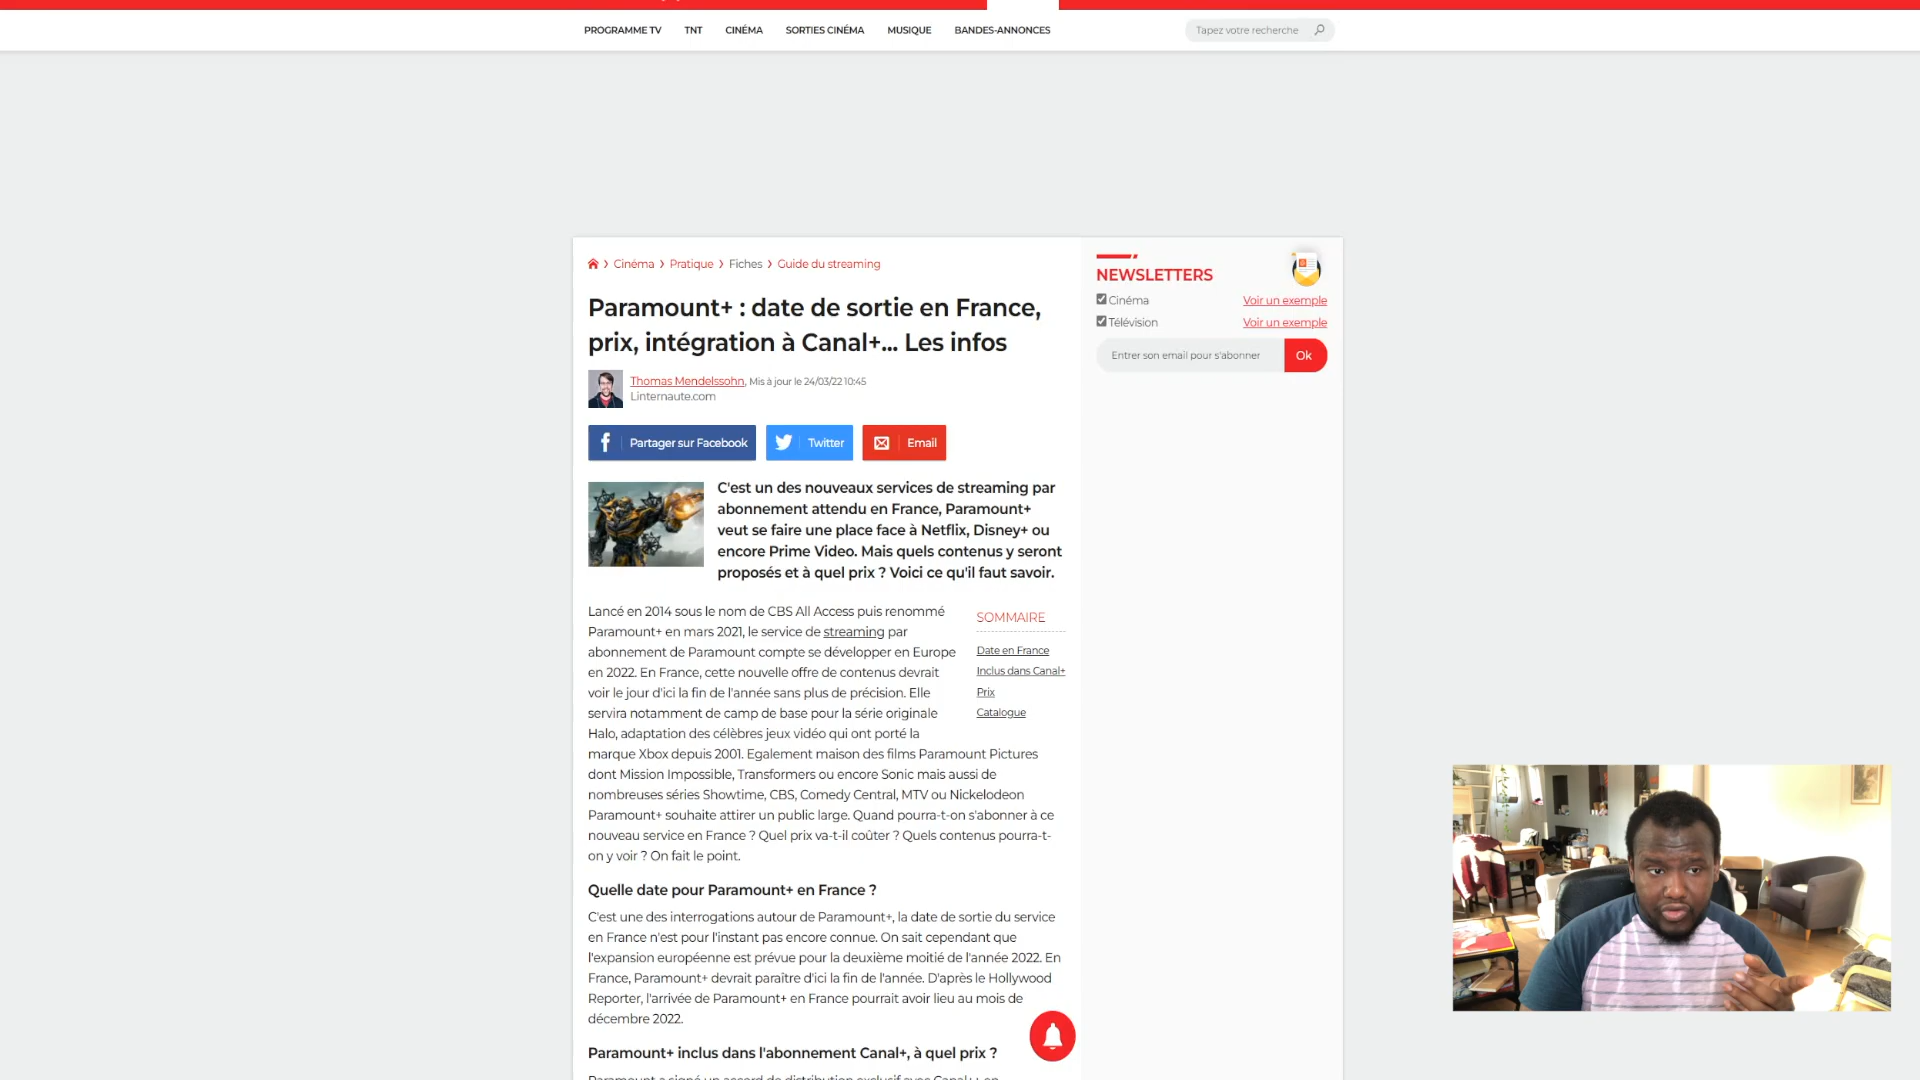 PROGRAMME TV TNT CINÉMA SORTIES CINÉMA MUSIQUE BANDES-ANNONCES Tapez votre recherche
Cinéma Pratique Fiches Guide du streaming
Paramount+ : date de sortie en France,
prix, intégration à Canal+... Les infos
Thomas Mendelssohn, Mis à jour le 24/03/22 10:45
Linternaute.com
Partager sur Facebook Twitter Email
C'est un des nouveaux services de streaming par
abonnement attendu en France, Paramount+
veut se faire une place face à Netflix, Disney+ ou
encore Prime Video. Mais quels contenus y seront
proposés et à quel prix ? Voici ce qu'il faut savoir.
Lancé en 2014 sous le nom de CBS All Access puis renommé
Paramount+ en mars 2021, le service de streaming par
abonnement de Paramount compte se développer en Europe
en 2022. En France, cette nouvelle offre de contenus devrait
voir le jour d'ici la fin de l'année sans plus de précision. Elle
servira notamment de camp de base pour la série originale
Halo, adaptation des célèbres jeux vidéo qui ont porté la
marque Xbox depuis 2001. Egalement maison des films Paramount Pictures
dont Mission Impossible, Transformers ou encore Sonic mais aussi de
nombreuses séries Showtime, CBS, Comedy Central, MTV ou Nickelodeon
Paramount+ souhaite attirer un public large. Quand pourra-t-on s'abonner à ce
nouveau service en France ? Quel prix va-t-il coûter ? Quels contenus pourra-t-
on y voir ? On fait le point.
SOMMAIRE
Date en France
Inclus dans Canal+
Prix
Catalogue
Quelle date pour Paramount+ en France ?
C'est une des interrogations autour de Paramount+, la date de sortie du service
en France n'est pour l'instant pas encore connue. On sait cependant que
l'expansion européenne est prévue pour la deuxième moitié de l'année 2022. En
France, Paramount+ devrait paraître d'ici la fin de l'année. D'après le Hollywood
Reporter, l'arrivée de Paramount+ en France pourrait avoir lieu au mois de
décembre 2022.
Paramount+ inclus dans l'abonnement Canal+, à quel prix ?
Paramount a signé un accord de distribution exclusif avec Canal+ en
NEWSLETTERS
Cinéma Voir un exemple
Télévision Voir un exemple
Entrer son email pour s'abonner Ok